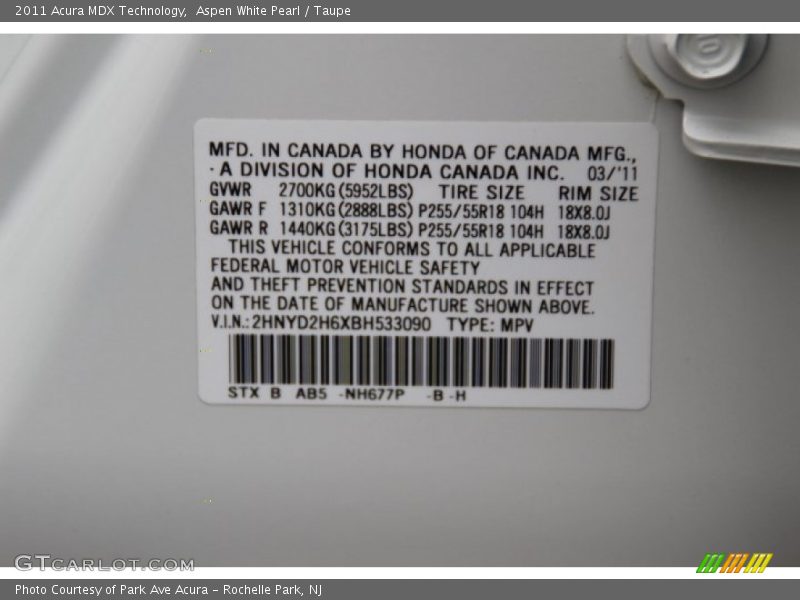 2011 Acura MDX Technology, Aspen White Pearl / Taupe
MFD. IN CANADA BY HONDA OF CANADA MFG.,
· A DIVISION OF HONDA CANADA INC. 03/'11
GVWR 2700KG(5952LBS) TIRE SIZE RIM SIZE
GAWR F 1310KG(2888LBS) P255/55R18 104H 18X8.0J
GAWR R 1440KG(3175LBS) P255/55R18 104H 18X8.0J
THIS VEHICLE CONFORMS TO ALL APPLICABLE
FEDERAL MOTOR VEHICLE SAFETY
AND THEFT PREVENTION STANDARDS IN EFFECT
ON THE DATE OF MANUFACTURE SHOWN ABOVE.
V.I.N.: 2HNYD2H6XBH533090 TYPE: MPV
STX B AB5 -NH677P -B -H
GTCARLOT.COM
Photo Courtesy of Park Ave Acura – Rochelle Park, NJ